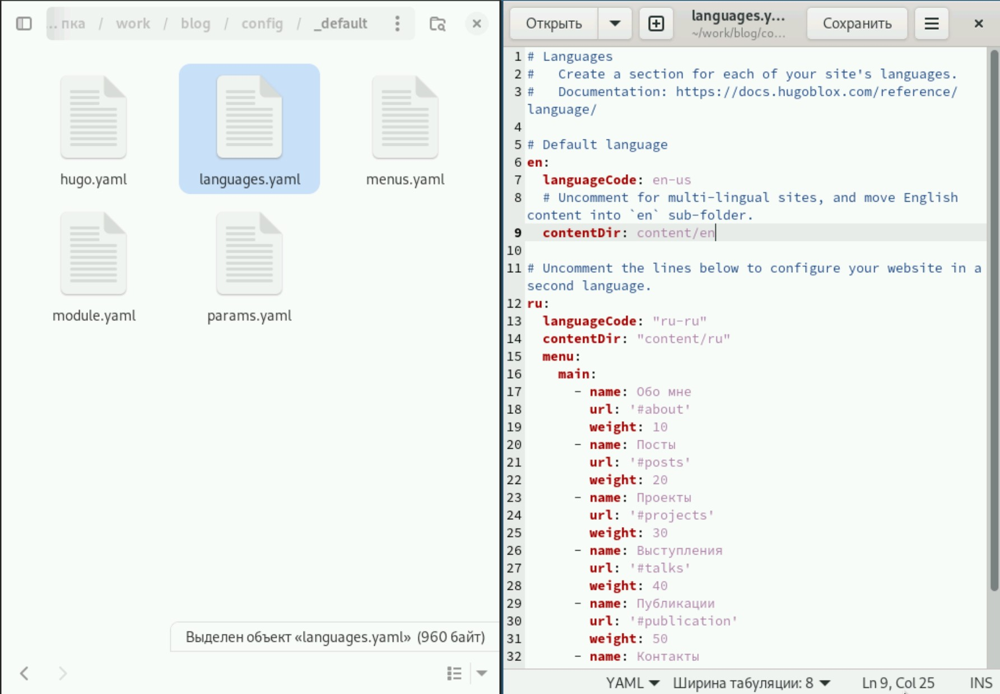 … пка / work / blog / config / _default
hugo.yaml
languages.yaml
menus.yaml
module.yaml
params.yaml
Выделен объект «languages.yaml» (960 байт)
Открыть
languages.y…
~/work/blog/co…
Сохранить
1 # Languages
2 #   Create a section for each of your site's languages.
3 #   Documentation: https://docs.hugoblox.com/reference/
language/
4
5 # Default language
6 en:
7   languageCode: en-us
8   # Uncomment for multi-lingual sites, and move English
content into `en` sub-folder.
9   contentDir: content/en
10
11 # Uncomment the lines below to configure your website in a
second language.
12 ru:
13   languageCode: "ru-ru"
14   contentDir: "content/ru"
15   menu:
16     main:
17       - name: Обо мне
18         url: '#about'
19         weight: 10
20       - name: Посты
21         url: '#posts'
22         weight: 20
23       - name: Проекты
24         url: '#projects'
25         weight: 30
26       - name: Выступления
27         url: '#talks'
28         weight: 40
29       - name: Публикации
30         url: '#publication'
31         weight: 50
32       - name: Контакты
YAML Ширина табуляции: 8 Ln 9, Col 25 INS